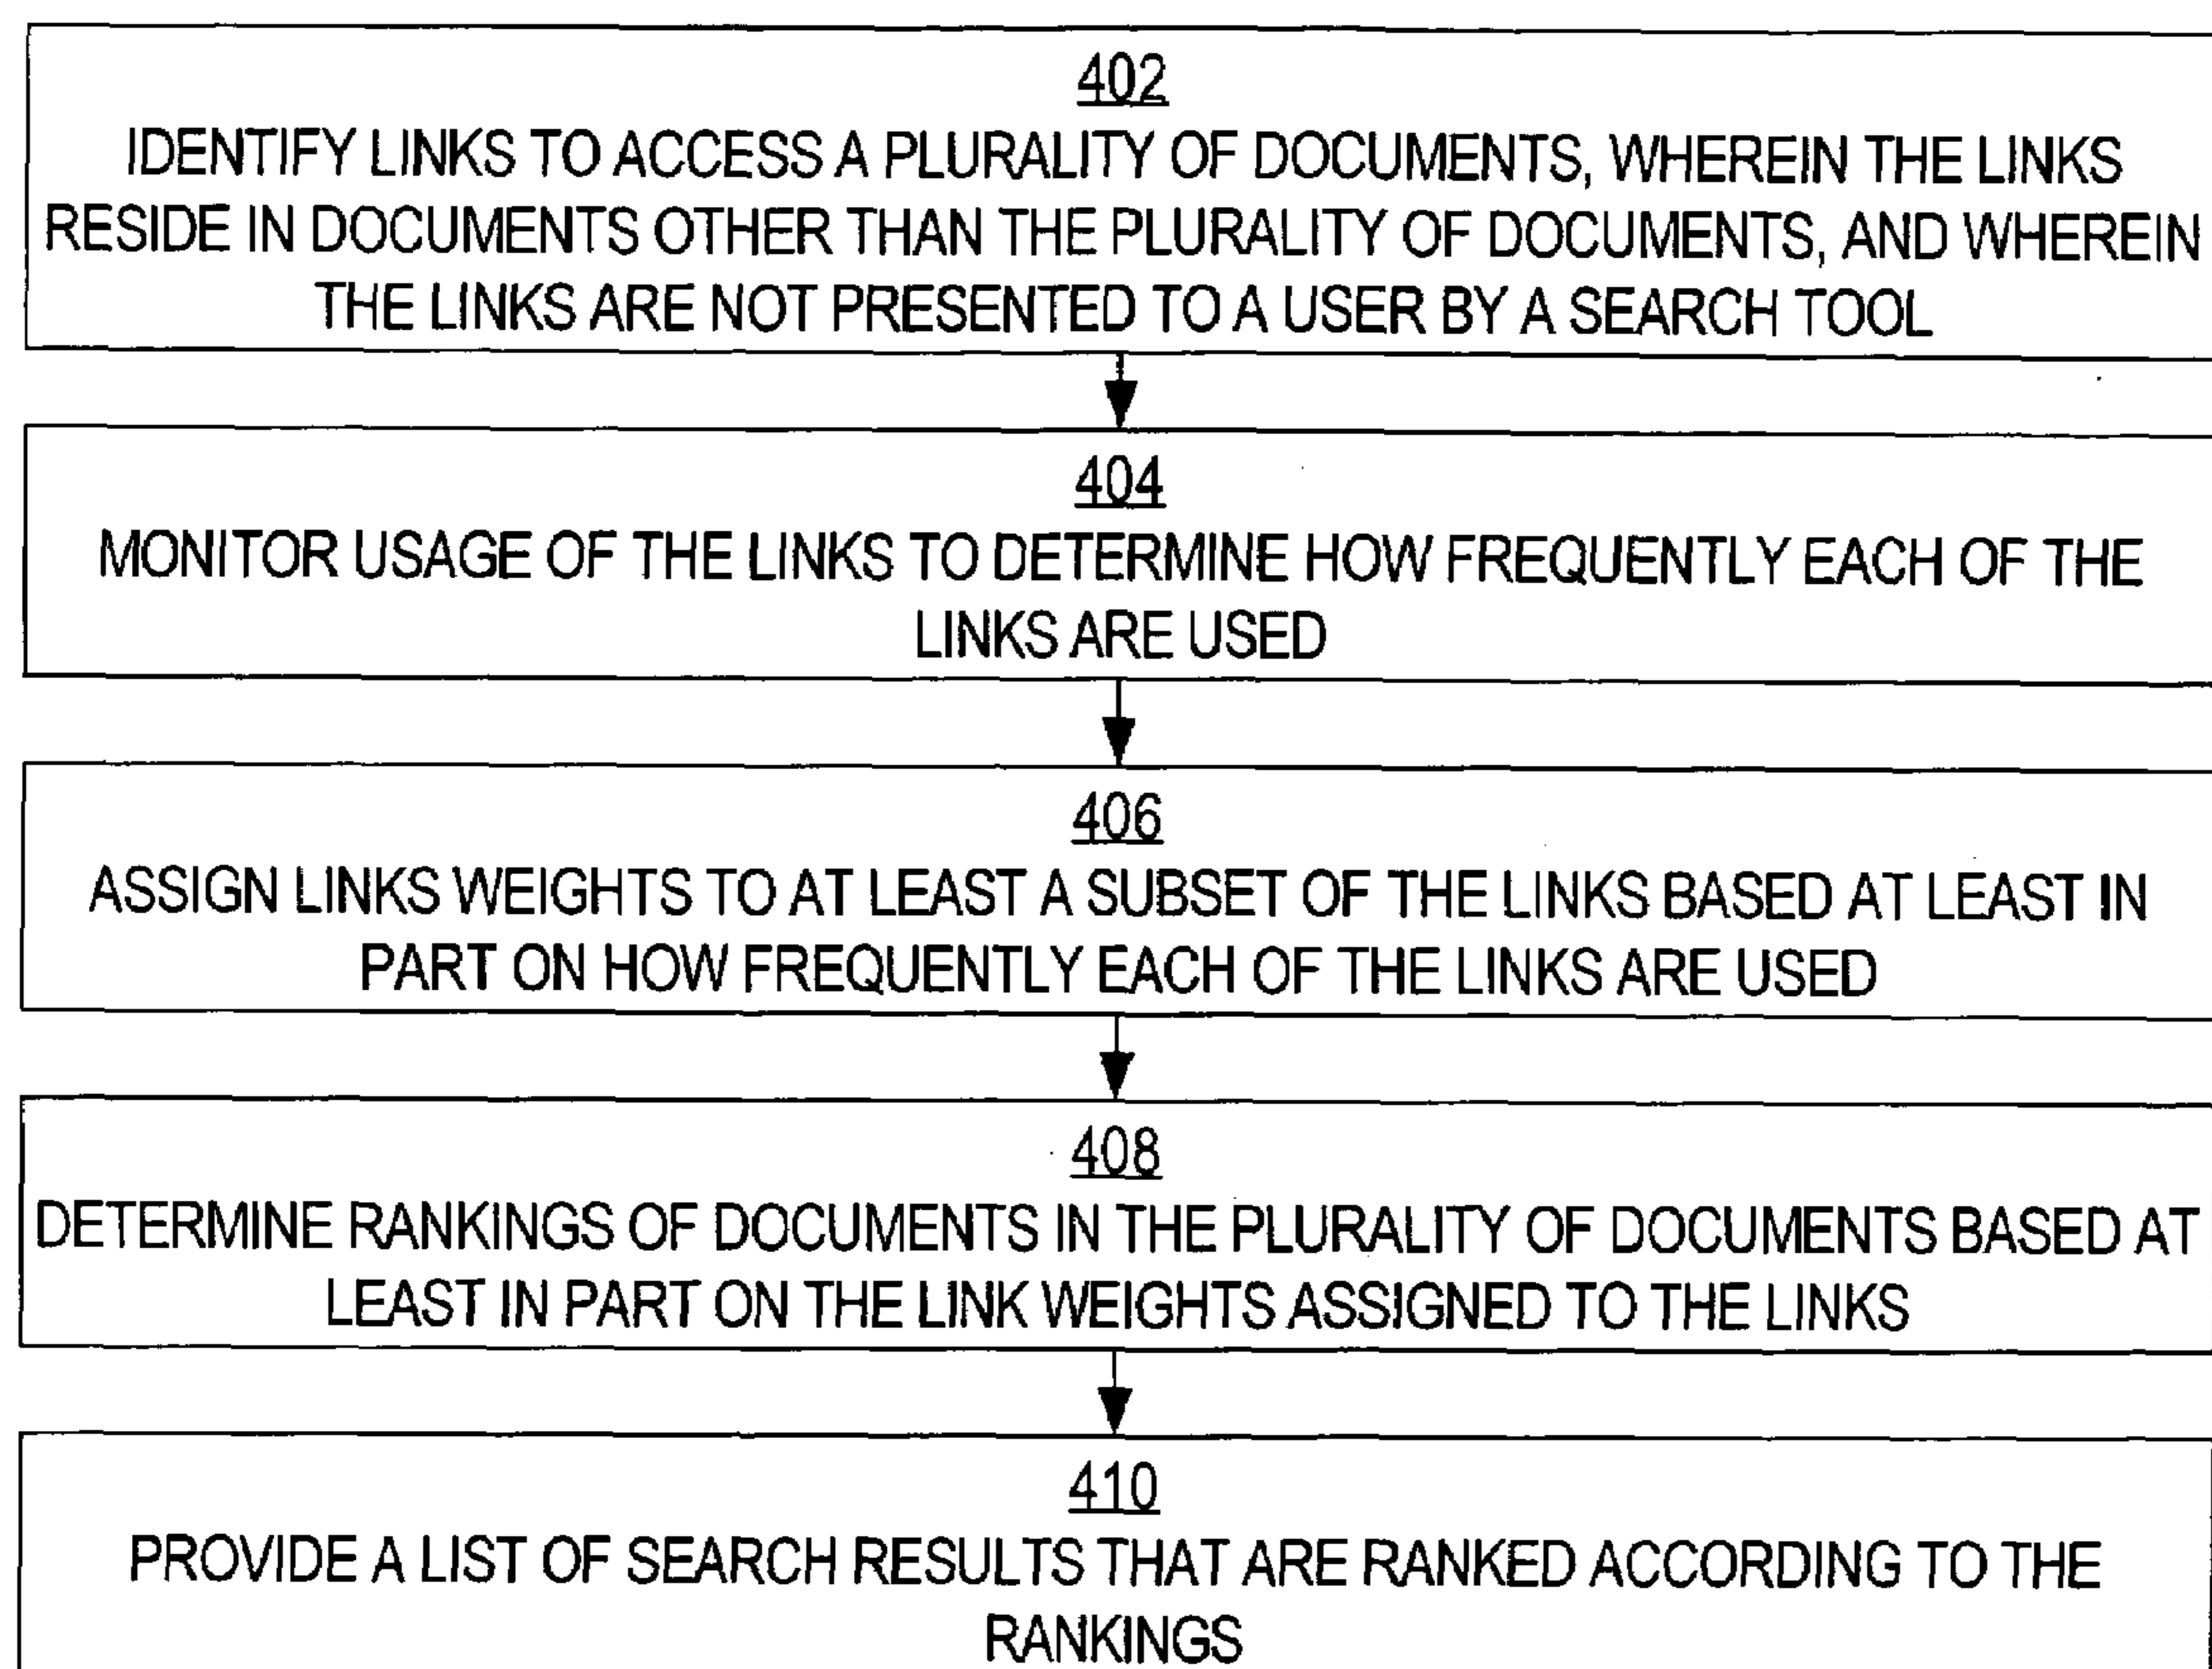 402
IDENTIFY LINKS TO ACCESS A PLURALITY OF DOCUMENTS, WHEREIN THE LINKS
RESIDE IN DOCUMENTS OTHER THAN THE PLURALITY OF DOCUMENTS, AND WHEREIN
THE LINKS ARE NOT PRESENTED TO A USER BY A SEARCH TOOL
404
MONITOR USAGE OF THE LINKS TO DETERMINE HOW FREQUENTLY EACH OF THE
LINKS ARE USED
406
ASSIGN LINKS WEIGHTS TO AT LEAST A SUBSET OF THE LINKS BASED AT LEAST IN
PART ON HOW FREQUENTLY EACH OF THE LINKS ARE USED
408
DETERMINE RANKINGS OF DOCUMENTS IN THE PLURALITY OF DOCUMENTS BASED AT
LEAST IN PART ON THE LINK WEIGHTS ASSIGNED TO THE LINKS
410
PROVIDE A LIST OF SEARCH RESULTS THAT ARE RANKED ACCORDING TO THE
RANKINGS